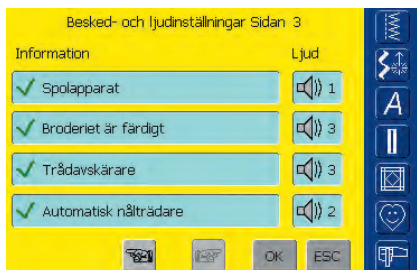 Besked- och ljudinställningar Sidan 3
Information Ljud
Spolapparat 1
Broderiet är färdigt 3
Trådavskärare 3
Automatisk nålträdare 2
OK ESC
A